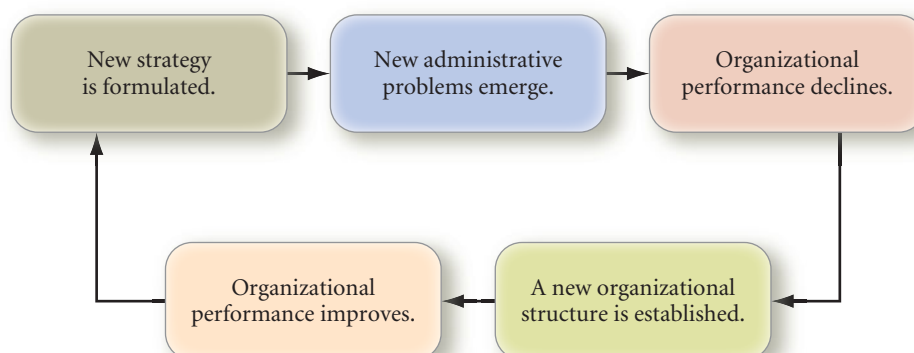 New strategy
is formulated.
New administrative
problems emerge.
Organizational
performance declines.
A new organizational
structure is established.
Organizational
performance improves.